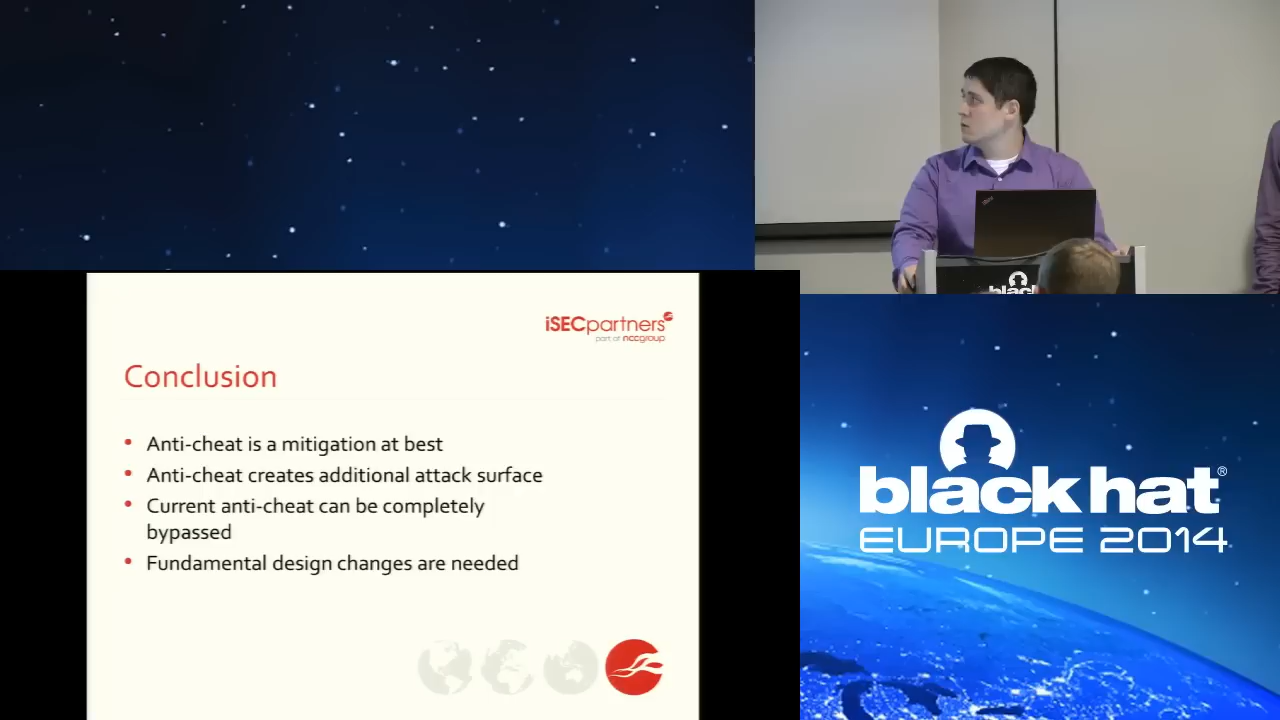 iSECpartners
part of nccgroup
Conclusion
• Anti-cheat is a mitigation at best
• Anti-cheat creates additional attack surface
• Current anti-cheat can be completely
bypassed
• Fundamental design changes are needed
black
black hat®
EUROPE 2014